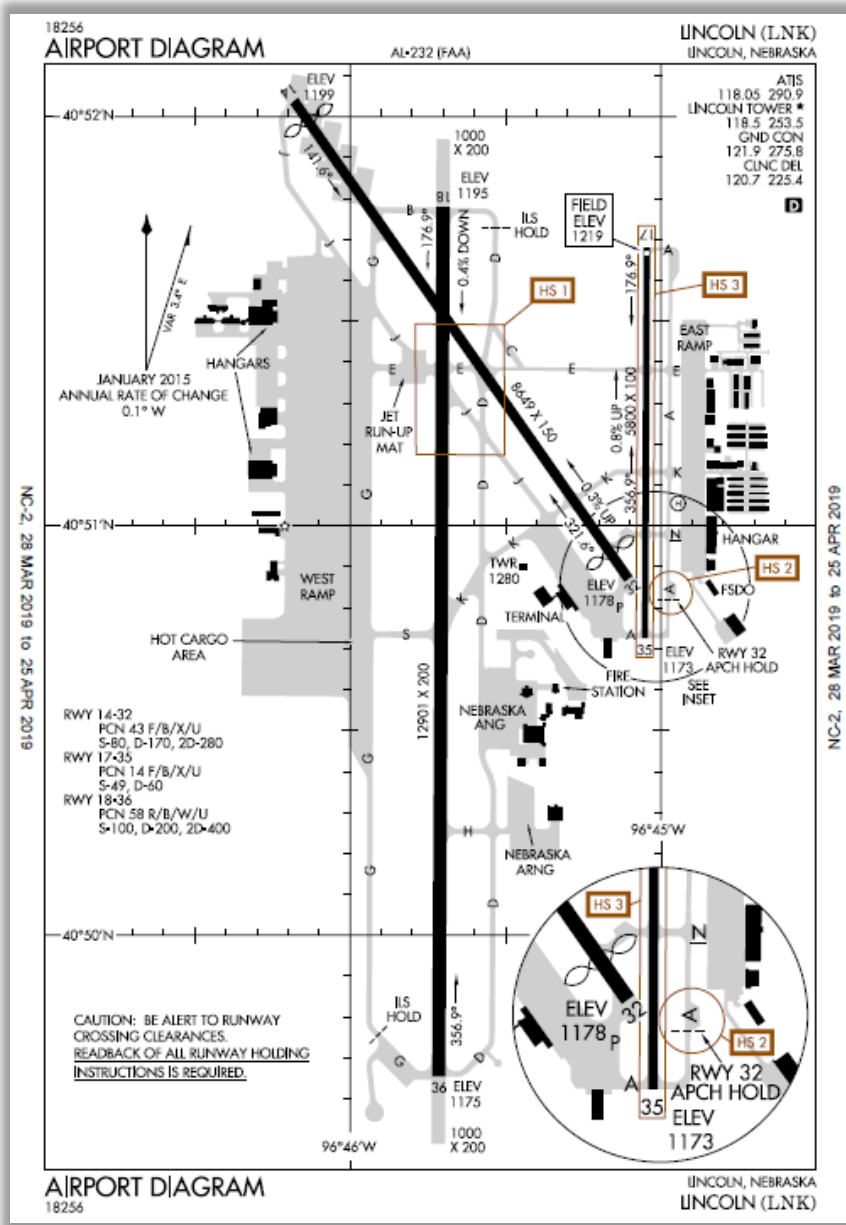 18256
AIRPORT DIAGRAM
AL-232 (FAA)
LINCOLN (LNK)
LINCOLN, NEBRASKA
ATIS
118.05 290.9
LINCOLN TOWER ★
118.5 253.5
GND CON
121.9 275.8
CLNC DEL
120.7 225.4
D
40°52'N
14
ELEV
1199
141.6°
J
1000
X 200
ELEV
1195
18
B
176.9°
0.4% DOWN
ILS
HOLD
D
G
J
FIELD
ELEV
1219
17
A
176.9°
HS 3
HS 1
VAR 3.4° E
JANUARY 2015
ANNUAL RATE OF CHANGE
0.1° W
HANGARS
J
C
E
E
E
E
EAST
RAMP
JET
RUN-UP
MAT
D
J
8649 X 150
0.8% UP
5800 X 100
A
G
D
J
K
K
0.3% UP
356.9°
H
40°51'N
321.6°
K
N
HANGAR
HS 2
WEST
RAMP
TWR
1280
TERMINAL
ELEV
1178
P
32
A
FSDO
K
D
S
HOT CARGO
AREA
A
35
ELEV
1173
RWY 32
APCH HOLD
SEE
INSET
FIRE
STATION
12901 X 200
NEBRASKA
ANG
RWY 14-32
PCN 43 F/B/X/U
S-80, D-170, 2D-280
RWY 17-35
PCN 14 F/B/X/U
S-49, D-60
RWY 18-36
PCN 58 R/B/W/U
S-100, D-200, 2D-400
G
H
96°45'W
NEBRASKA
ARNG
G
D
40°50'N
HS 3
N
ELEV
1178
P
32
A
HS 2
RWY 32
APCH HOLD
A
35
ELEV
1173
ILS
HOLD
356.9°
G
D
36
ELEV
1175
CAUTION: BE ALERT TO RUNWAY
CROSSING CLEARANCES.
READBACK OF ALL RUNWAY HOLDING
INSTRUCTIONS IS REQUIRED.
96°46'W
1000
X 200
NC-2, 28 MAR 2019 to 25 APR 2019
NC-2, 28 MAR 2019 to 25 APR 2019
AIRPORT DIAGRAM
18256
LINCOLN, NEBRASKA
LINCOLN (LNK)